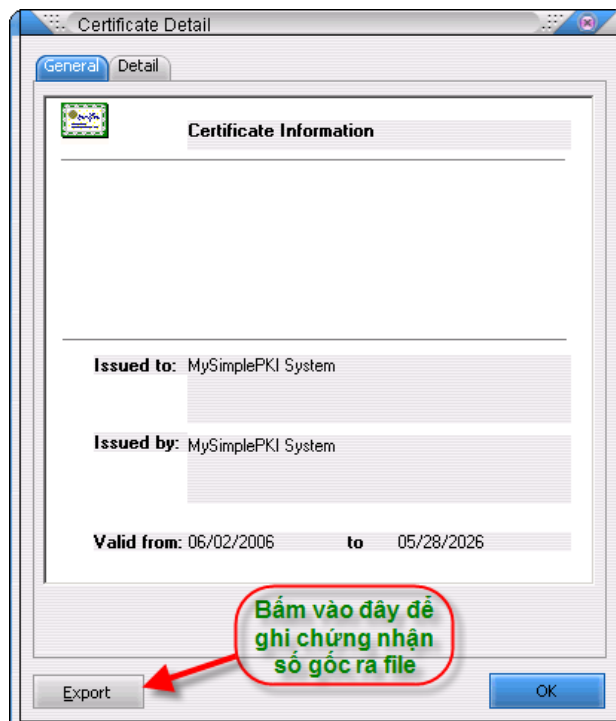 Certificate Detail
General Detail
Certificate Information
Issued to: MySimplePKI System
Issued by: MySimplePKI System
Valid from: 06/02/2006 to 05/28/2026
Bấm vào đây để
ghi chứng nhận
số gốc ra file
Export OK